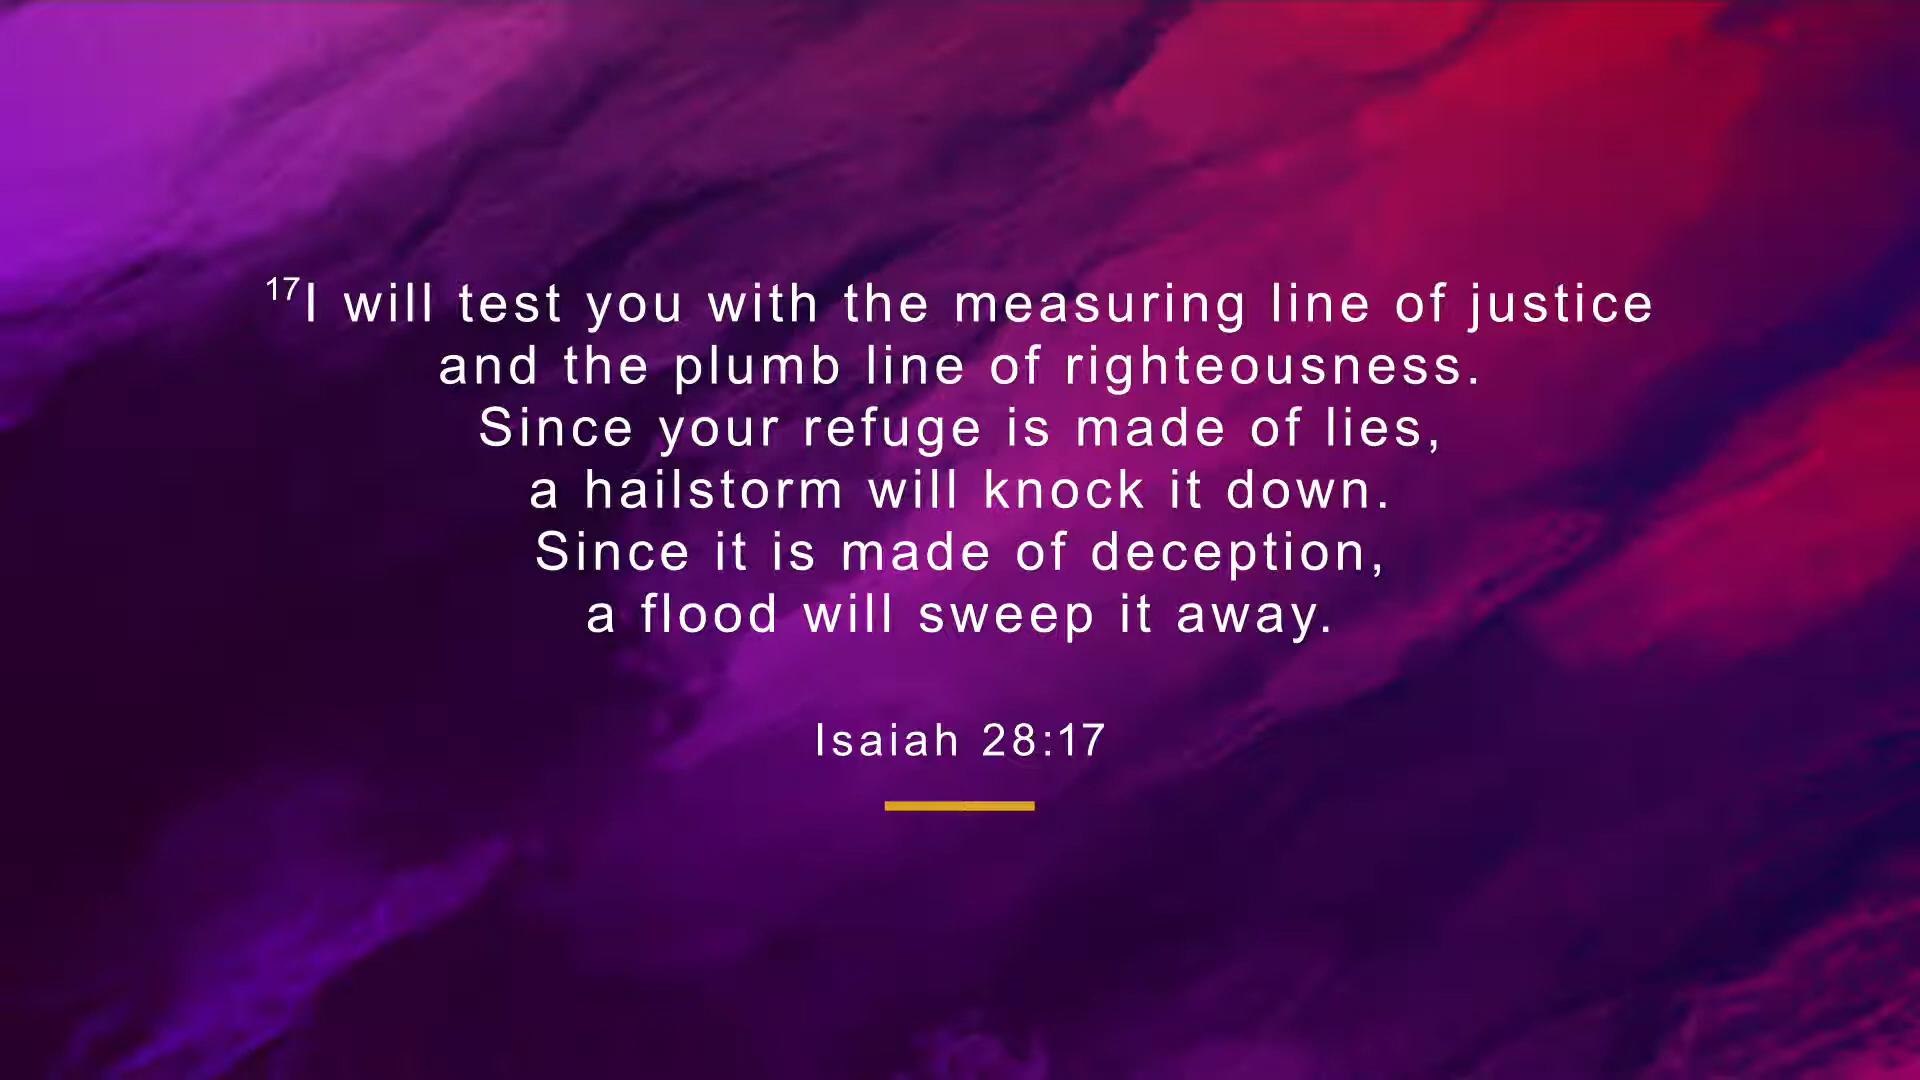 17I will test you with the measuring line of justice
and the plumb line of righteousness.
Since your refuge is made of lies,
a hailstorm will knock it down.
Since it is made of deception,
a flood will sweep it away.
Isaiah 28:17